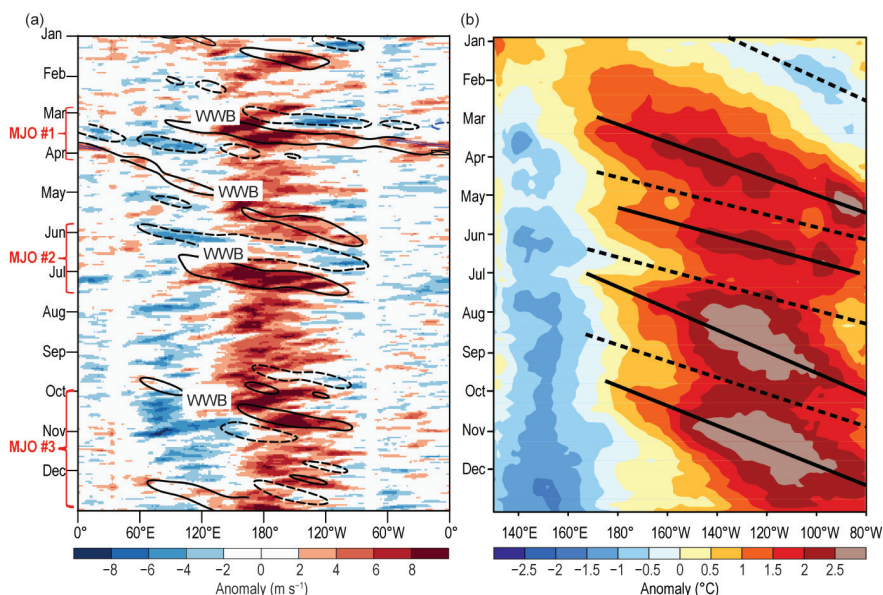 (a)
Jan
Feb
Mar
Apr
May
Jun
Jul
Aug
Sep
Oct
Nov
Dec
MJO #1
MJO #2
MJO #3
WWB
WWB
WWB
WWB
0° 60°E 120°E 180° 120°W 60°W 0°
−8 −6 −4 −2 0 2 4 6 8
Anomaly (m s⁻¹)
(b)
Jan
Feb
Mar
Apr
May
Jun
Jul
Aug
Sep
Oct
Nov
Dec
140°E 160°E 180° 160°W 140°W 120°W 100°W 80°W
−2.5 −2 −1.5 −1 −0.5 0 0.5 1 1.5 2 2.5
Anomaly (°C)